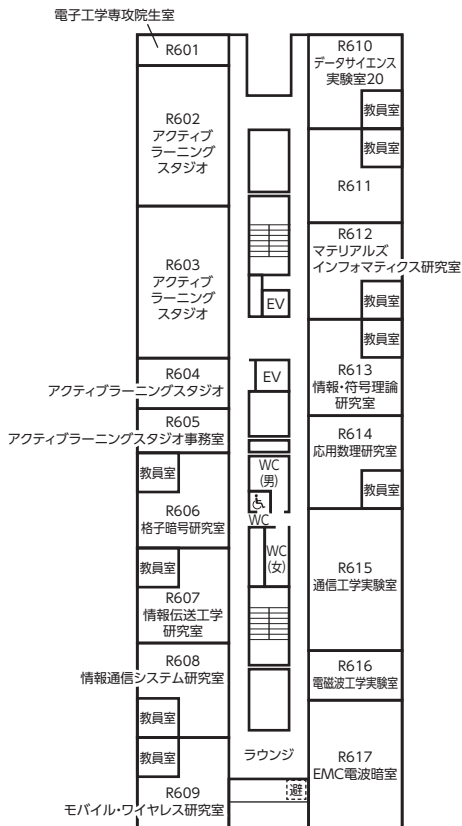 電子工学専攻院生室
R601
R602
アクティブ
ラーニング
スタジオ
R603
アクティブ
ラーニング
スタジオ
R604
アクティブラーニングスタジオ
R605
アクティブラーニングスタジオ事務室
教員室
R606
格子暗号研究室
教員室
R607
情報伝送工学
研究室
R608
情報通信システム研究室
教員室
教員室
R609
モバイル・ワイヤレス研究室
EV
EV
WC
(男)
WC
WC
(女)
ラウンジ
避
R610
データサイエンス
実験室20
教員室
教員室
R611
R612
マテリアルズ
インフォマティクス研究室
教員室
教員室
R613
情報・符号理論
研究室
R614
応用数理研究室
教員室
R615
通信工学実験室
R616
電磁波工学実験室
R617
EMC電波暗室